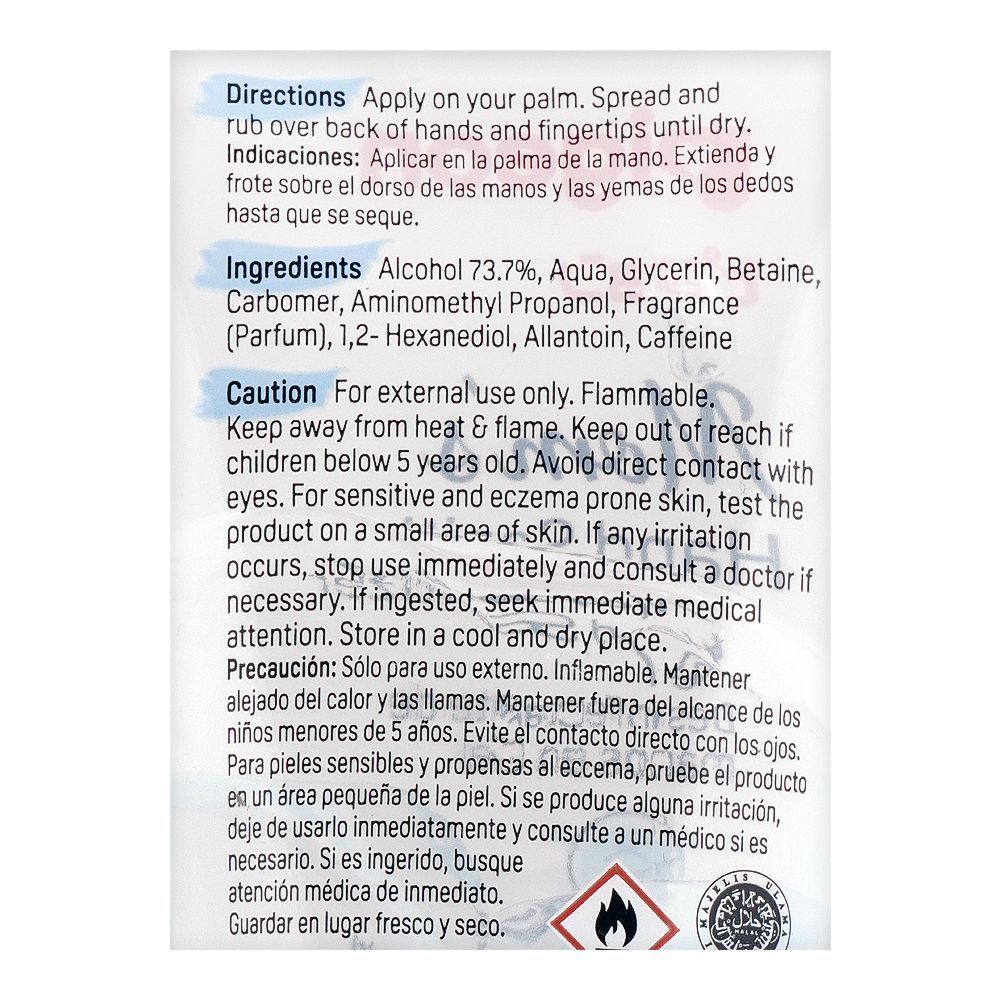 Directions Apply on your palm. Spread and
rub over back of hands and fingertips until dry.
Indicaciones: Aplicar en la palma de la mano. Extienda y
frote sobre el dorso de las manos y las yemas de los dedos
hasta que se seque.
Ingredients Alcohol 73.7%, Aqua, Glycerin, Betaine,
Carbomer, Aminomethyl Propanol, Fragrance
(Parfum), 1,2- Hexanediol, Allantoin, Caffeine
Caution For external use only. Flammable.
Keep away from heat & flame. Keep out of reach if
children below 5 years old. Avoid direct contact with
eyes. For sensitive and eczema prone skin, test the
product on a small area of skin. If any irritation
occurs, stop use immediately and consult a doctor if
necessary. If ingested, seek immediate medical
attention. Store in a cool and dry place.
Precaución: Sólo para uso externo. Inflamable. Mantener
alejado del calor y las llamas. Mantener fuera del alcance de los
niños menores de 5 años. Evite el contacto directo con los ojos.
Para pieles sensibles y propensas al eccema, pruebe el producto
en un área pequeña de la piel. Si se produce alguna irritación,
deje de usarlo inmediatamente y consulte a un médico si es
necesario. Si es ingerido, busque
atención médica de inmediato.
Guardar en lugar fresco y seco.
MAJELIS ULAMA
حلال
HALAL